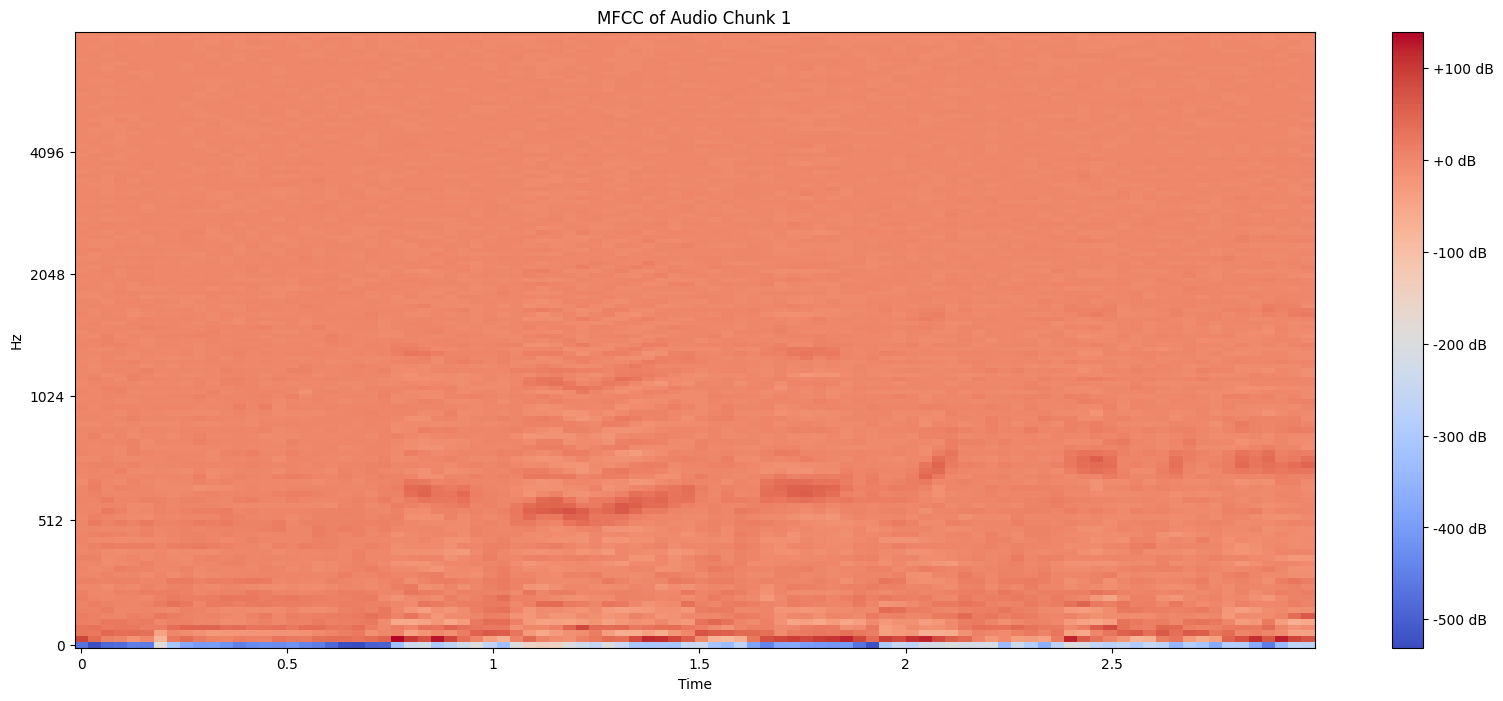 MFCC of Audio Chunk 1
Hz
4096
2048
1024
512
0
0
0.5
1
1.5
2
2.5
Time
+100 dB
+0 dB
-100 dB
-200 dB
-300 dB
-400 dB
-500 dB